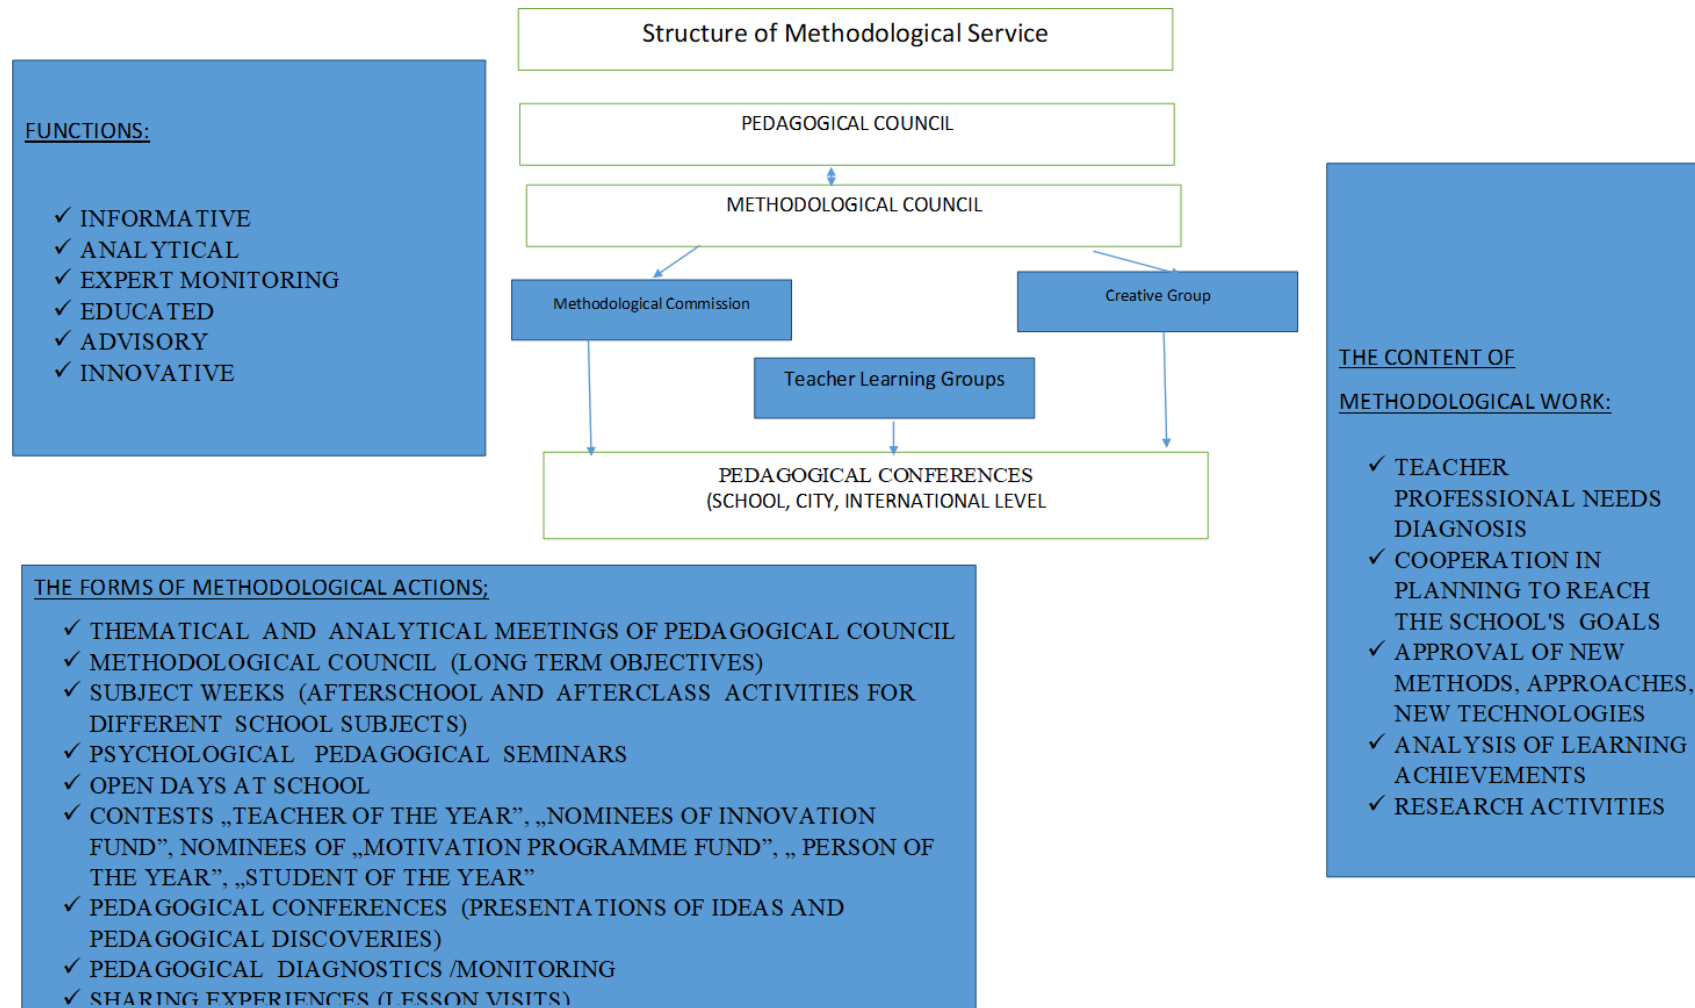 Structure of Methodological Service
FUNCTIONS:
✓ INFORMATIVE
✓ ANALYTICAL
✓ EXPERT MONITORING
✓ EDUCATED
✓ ADVISORY
✓ INNOVATIVE
PEDAGOGICAL COUNCIL
METHODOLOGICAL COUNCIL
Methodological Commission
Creative Group
Teacher Learning Groups
PEDAGOGICAL CONFERENCES
(SCHOOL, CITY, INTERNATIONAL LEVEL
THE CONTENT OF
METHODOLOGICAL WORK:
✓ TEACHER
PROFESSIONAL NEEDS
DIAGNOSIS
✓ COOPERATION IN
PLANNING TO REACH
THE SCHOOL'S GOALS
✓ APPROVAL OF NEW
METHODS, APPROACHES,
NEW TECHNOLOGIES
✓ ANALYSIS OF LEARNING
ACHIEVEMENTS
✓ RESEARCH ACTIVITIES
THE FORMS OF METHODOLOGICAL ACTIONS;
✓ THEMATICAL AND ANALYTICAL MEETINGS OF PEDAGOGICAL COUNCIL
✓ METHODOLOGICAL COUNCIL (LONG TERM OBJECTIVES)
✓ SUBJECT WEEKS (AFTERSCHOOL AND AFTERCLASS ACTIVITIES FOR
DIFFERENT SCHOOL SUBJECTS)
✓ PSYCHOLOGICAL PEDAGOGICAL SEMINARS
✓ OPEN DAYS AT SCHOOL
✓ CONTESTS „TEACHER OF THE YEAR”, „NOMINEES OF INNOVATION
FUND”, NOMINEES OF „MOTIVATION PROGRAMME FUND”, „ PERSON OF
THE YEAR”, „STUDENT OF THE YEAR”
✓ PEDAGOGICAL CONFERENCES (PRESENTATIONS OF IDEAS AND
PEDAGOGICAL DISCOVERIES)
✓ PEDAGOGICAL DIAGNOSTICS /MONITORING
✓ SHARING EXPERIENCES (LESSON VISITS)